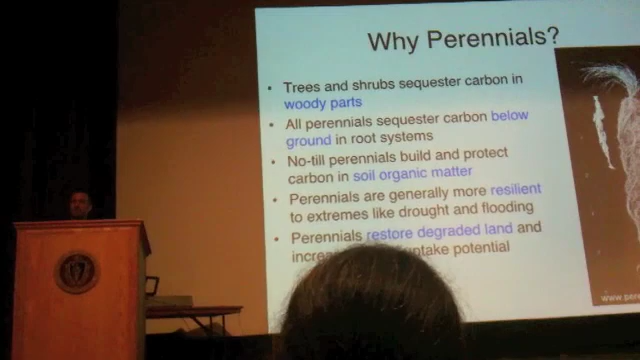 Why Perennials?
• Trees and shrubs sequester carbon in
woody parts
• All perennials sequester carbon below
ground in root systems
• No-till perennials build and protect
carbon in soil organic matter
• Perennials are generally more resilient
to extremes like drought and flooding
• Perennials restore degraded land and
uptake potential